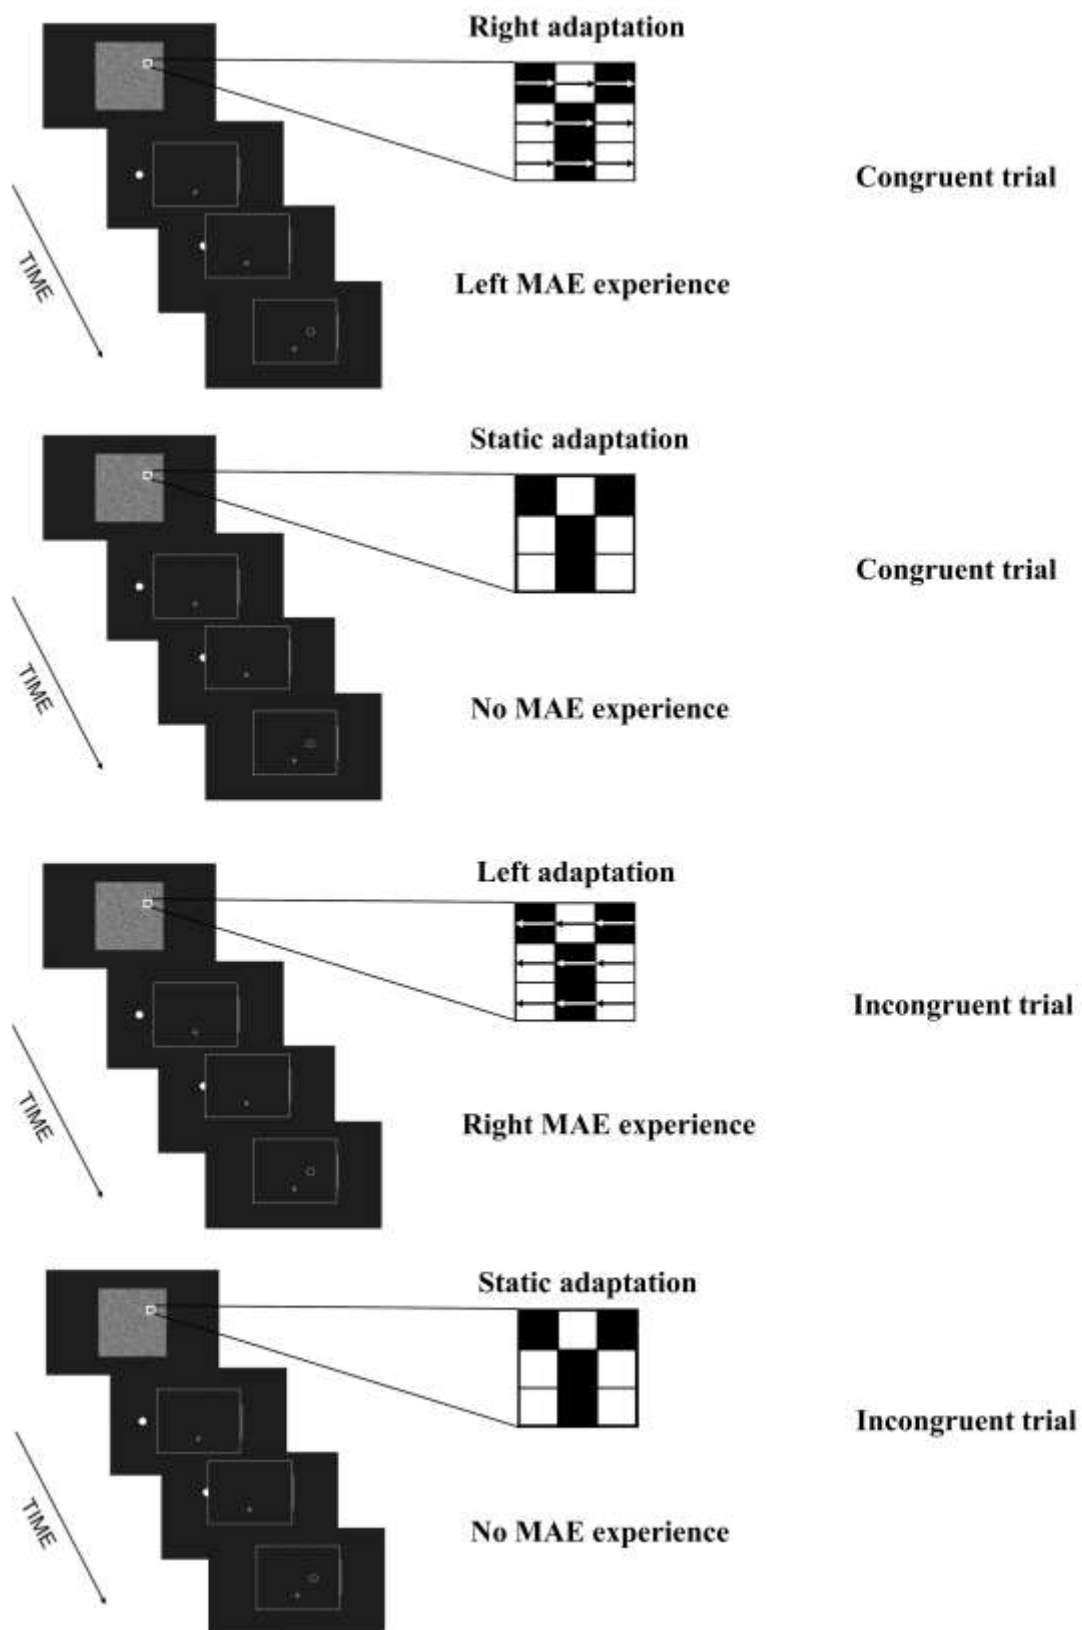 Right adaptation
Congruent trial
TIME
Left MAE experience
Static adaptation
Congruent trial
TIME
No MAE experience
Left adaptation
Incongruent trial
TIME
Right MAE experience
Static adaptation
Incongruent trial
TIME
No MAE experience